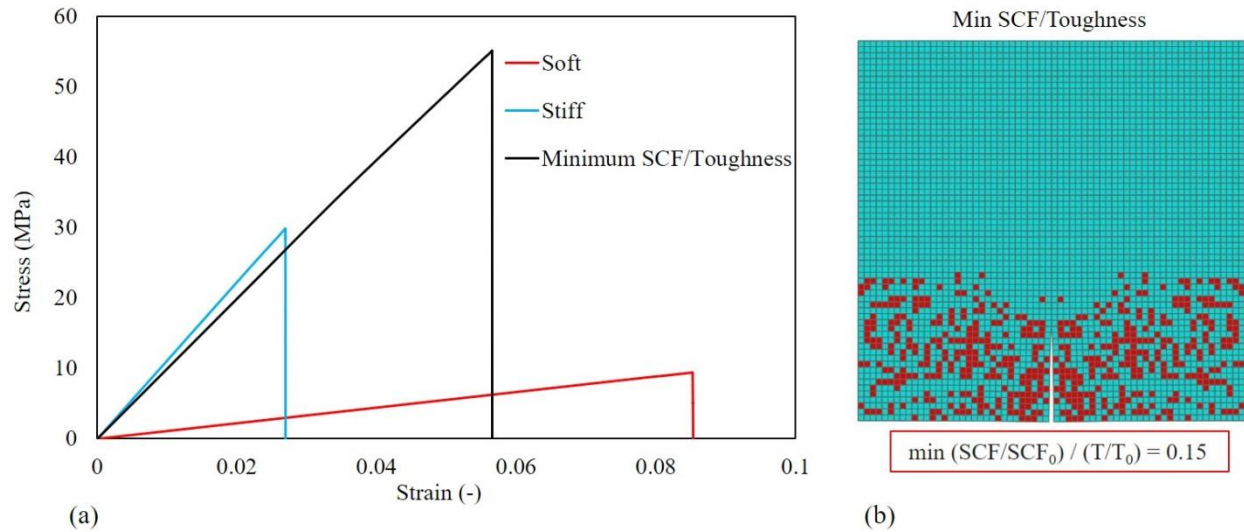 60
50
40
30
20
10
0
Stress (MPa)
Soft
Stiff
Minimum SCF/Toughness
0
0.02
0.04
0.06
0.08
0.1
Strain (-)
(a)
Min SCF/Toughness
min (SCF/SCF₀) / (T/T₀) = 0.15
(b)